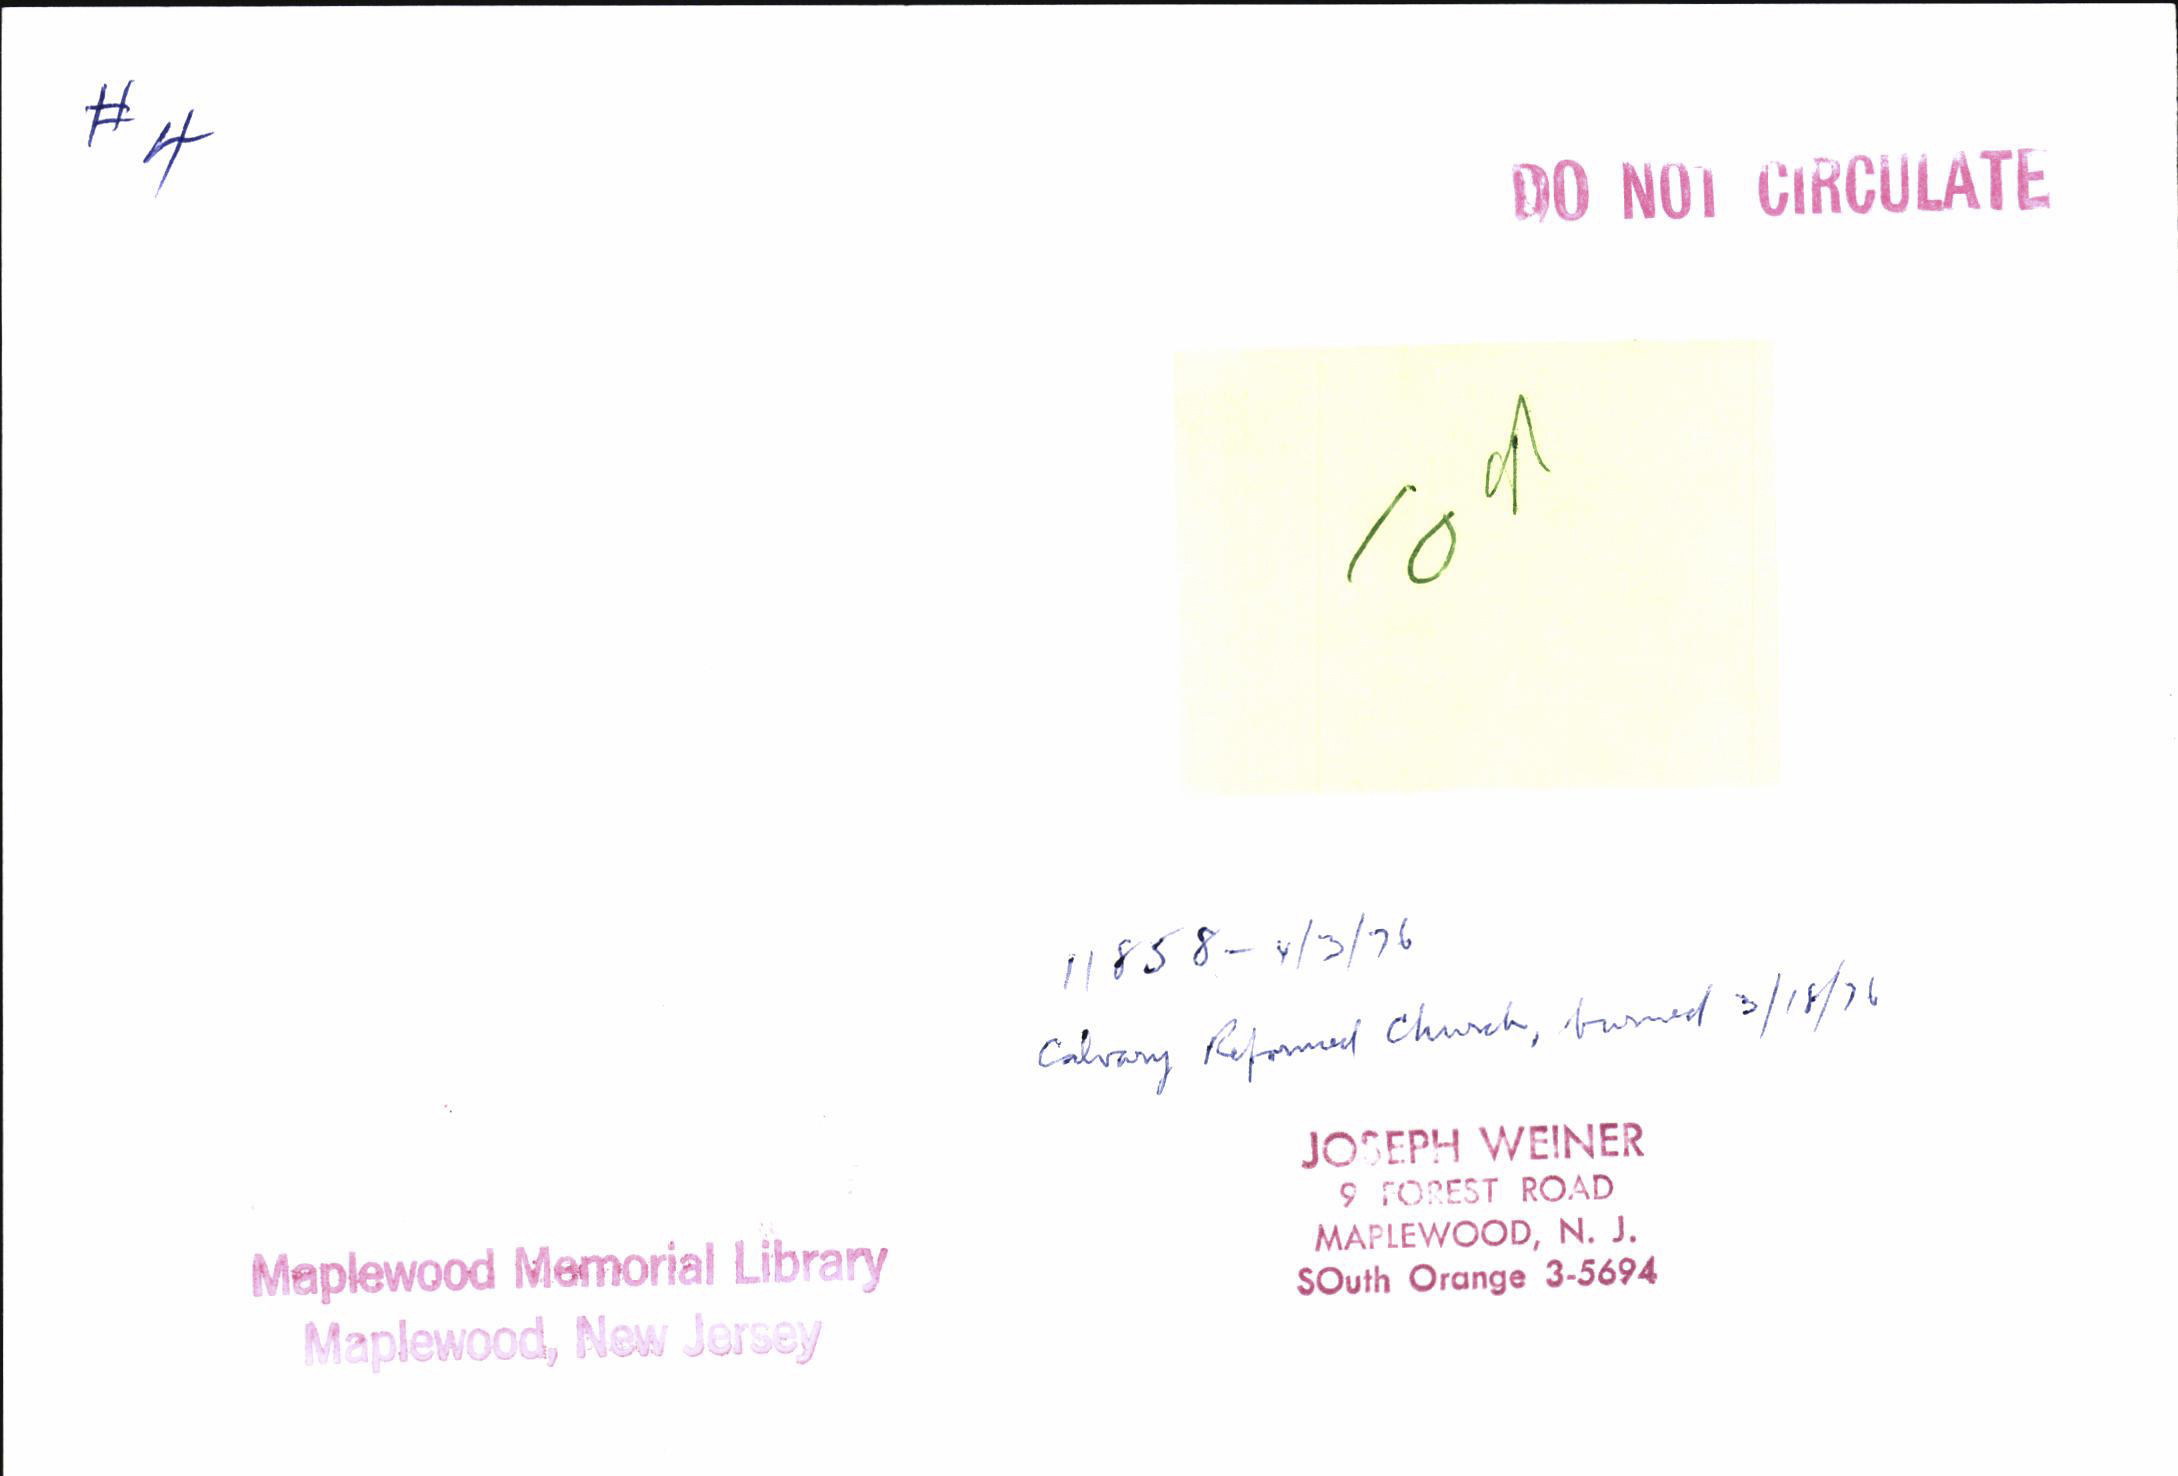 # 4
DO NOT CIRCULATE
10
11858 - 4/3/76
Calvary Reformed Church, burned 3/18/76
JOSEPH WEINER
9 FOREST ROAD
MAPLEWOOD, N. J.
SOuth Orange 3-5694
Maplewood Memorial Library
Maplewood, New Jersey